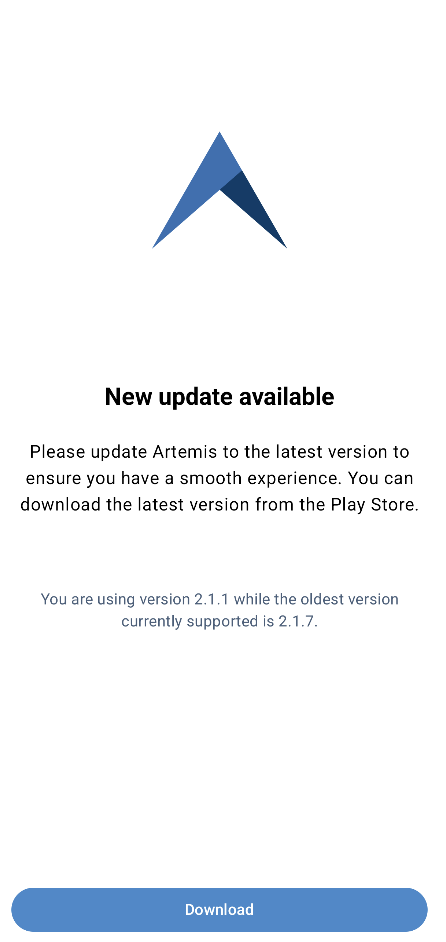 New update available
Please update Artemis to the latest version to
ensure you have a smooth experience. You can
download the latest version from the Play Store.
You are using version 2.1.1 while the oldest version
currently supported is 2.1.7.
Download